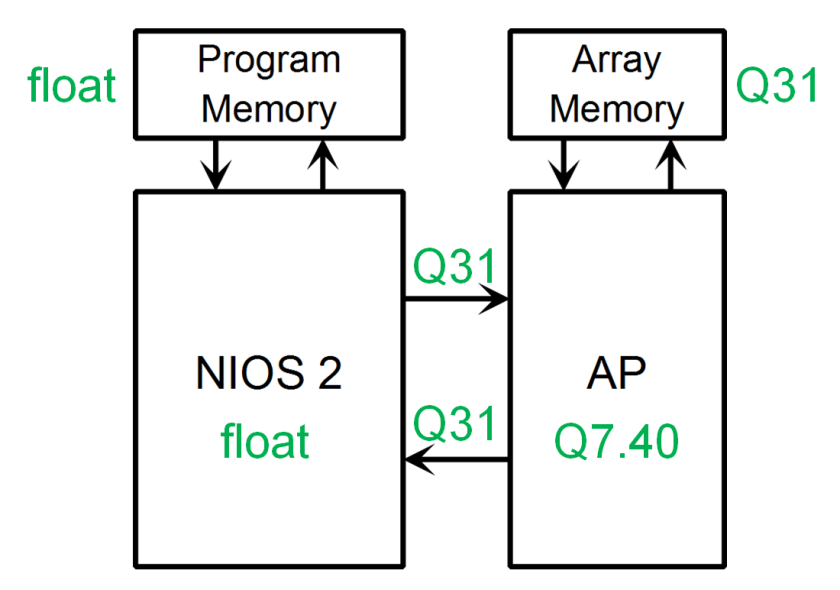 float
Program
Memory
Array
Memory
Q31
Q31
NIOS 2
float
Q31
AP
Q7.40